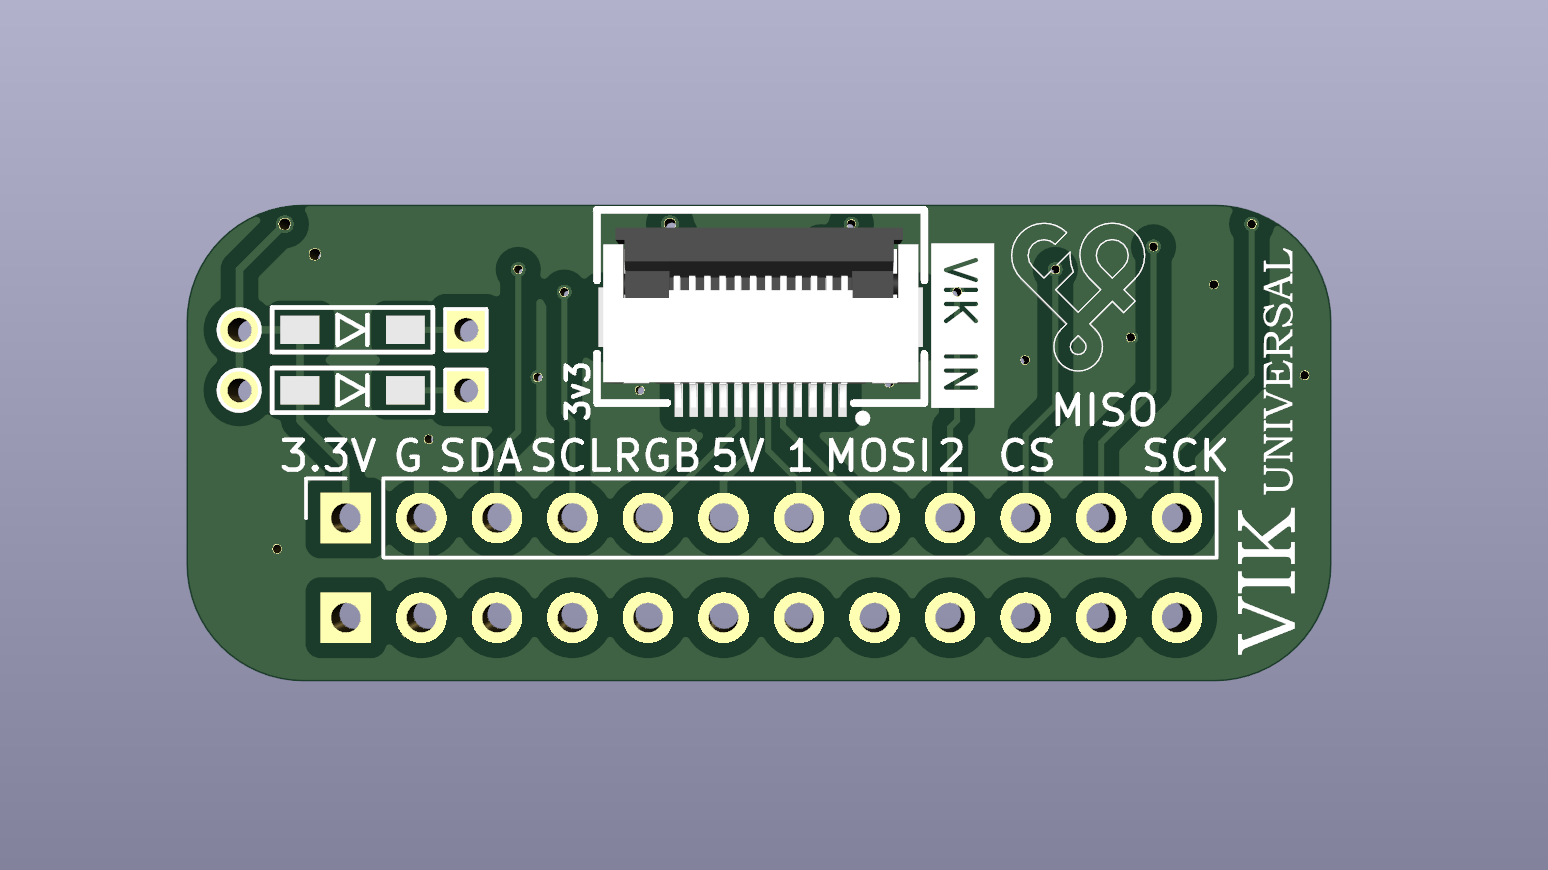 VIK IN
3v3
MISO
3.3V G SDA SCL RGB 5V 1 MOSI 2 CS SCK
VIK UNIVERSAL